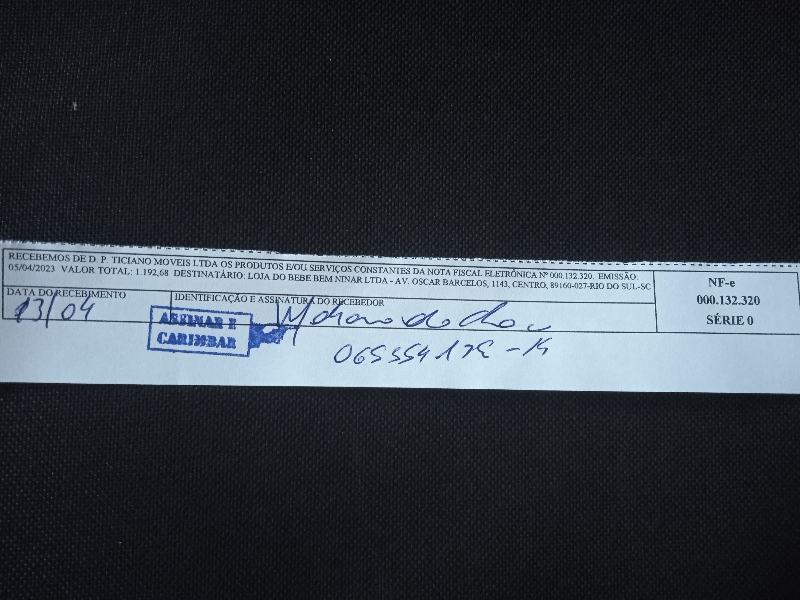 RECEBEMOS DE D. P. TICIANO MOVEIS LTDA OS PRODUTOS E/OU SERVIÇOS CONSTANTES DA NOTA FISCAL ELETRÔNICA Nº 000.132.320. EMISSÃO:
05/04/2023 VALOR TOTAL: 1.192,68 DESTINATÁRIO: LOJA DO BEBE BEM NINAR LTDA - AV. OSCAR BARCELOS, 1143, CENTRO, 89160-027-RIO DO SUL-SC
NF-e
000.132.320
SÉRIE 0
DATA DO RECEBIMENTO
13/04
IDENTIFICAÇÃO E ASSINATURA DO RECEBEDOR
ASSINAR E
CARIMBAR